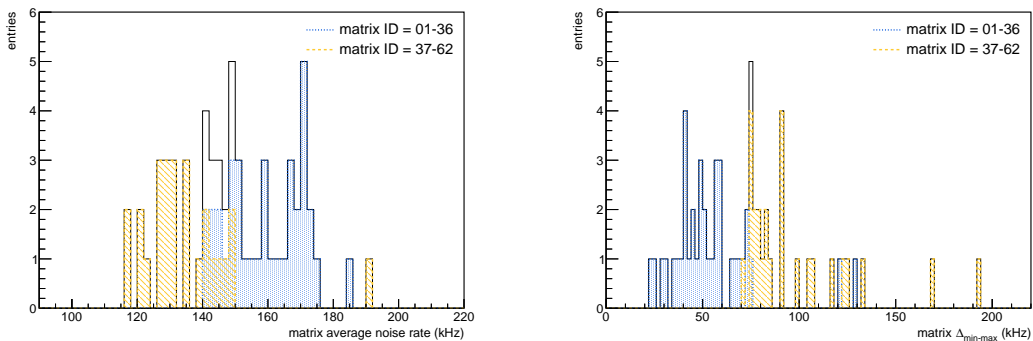 entries
6
5
4
3
2
1
0
matrix ID = 01-36
matrix ID = 37-62
100 120 140 160 180 200 220
matrix average noise rate (kHz)
entries
6
5
4
3
2
1
0
matrix ID = 01-36
matrix ID = 37-62
0 50 100 150 200
matrix Δmin-max (kHz)